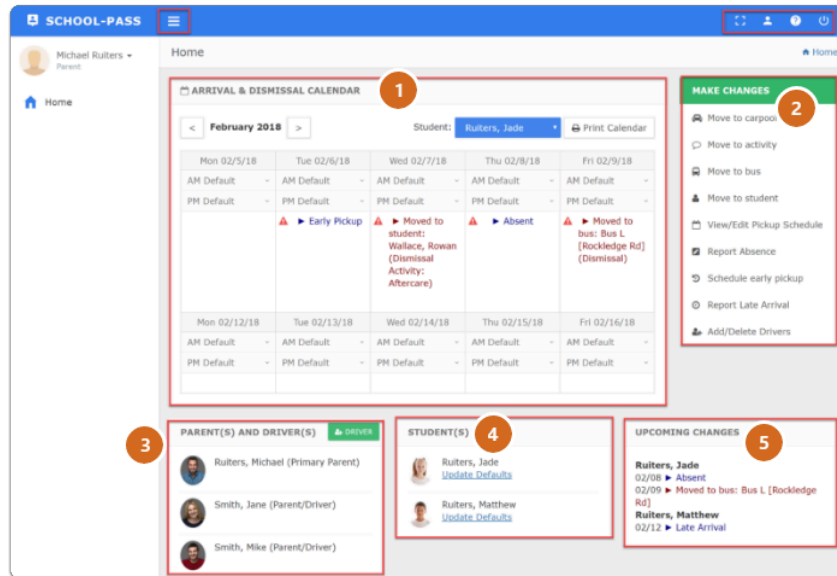 SCHOOL-PASS
Michael Ruiters
Parent
Home
Home
Home
ARRIVAL & DISMISSAL CALENDAR
1
< February 2018 >
Student: Ruiters, Jade
Print Calendar
Mon 02/5/18 Tue 02/6/18 Wed 02/7/18 Thu 02/8/18 Fri 02/9/18
AM Default AM Default AM Default AM Default AM Default
PM Default PM Default PM Default PM Default PM Default
Early Pickup
Moved to
student:
Wallace, Rowan
(Dismissal
Activity:
Aftercare)
Absent
Moved to
bus: Bus L
[Rockledge Rd]
(Dismissal)
Mon 02/12/18 Tue 02/13/18 Wed 02/14/18 Thu 02/15/18 Fri 02/16/18
AM Default AM Default AM Default AM Default AM Default
PM Default PM Default PM Default PM Default PM Default
MAKE CHANGES
2
Move to carpool
Move to activity
Move to bus
Move to student
View/Edit Pickup Schedule
Report Absence
Schedule early pickup
Report Late Arrival
Add/Delete Drivers
3
PARENT(S) AND DRIVER(S)
DRIVER
Ruiters, Michael (Primary Parent)
Smith, Jane (Parent/Driver)
Smith, Mike (Parent/Driver)
STUDENT(S)
4
Ruiters, Jade
Update Defaults
Ruiters, Matthew
Update Defaults
UPCOMING CHANGES
5
Ruiters, Jade
02/08 Absent
02/09 Moved to bus: Bus L [Rockledge
Rd]
Ruiters, Matthew
02/12 Late Arrival